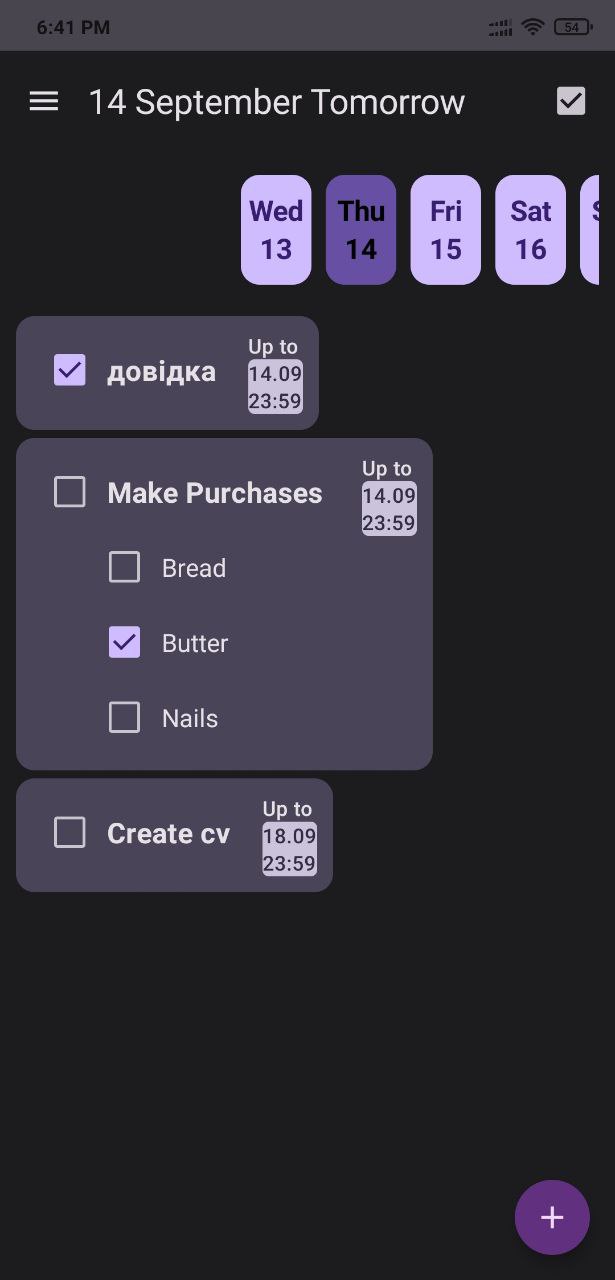 6:41 PM
54
14 September Tomorrow
Wed Thu Fri Sat S
13 14 15 16
довідка
Up to
14.09
23:59
Make Purchases
Up to
14.09
23:59
Bread
Butter
Nails
Create cv
Up to
18.09
23:59